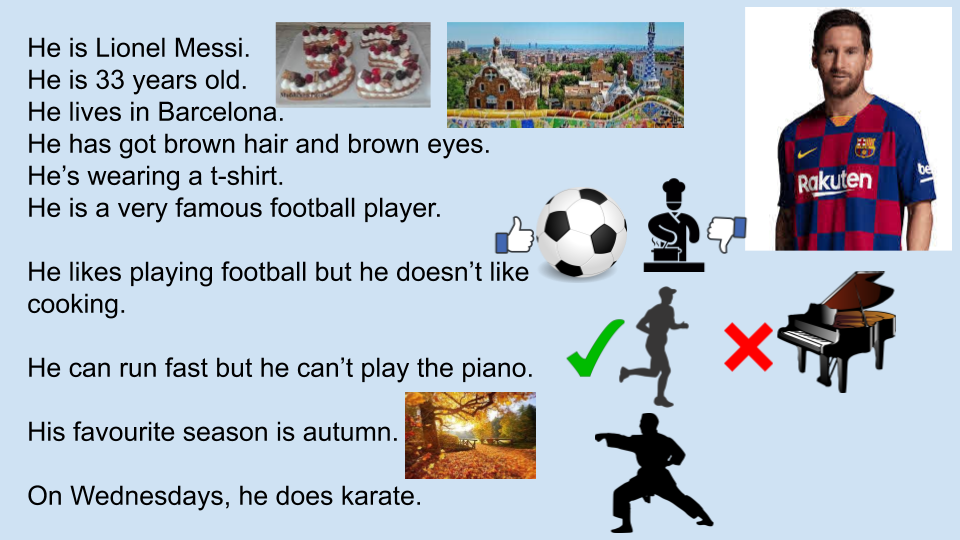 He is Lionel Messi.
He is 33 years old.
He lives in Barcelona.
He has got brown hair and brown eyes.
He's wearing a t-shirt.
He is a very famous football player.
He likes playing football but he doesn't like
cooking.
He can run fast but he can't play the piano.
His favourite season is autumn.
On Wednesdays, he does karate.
33
Rakuten
be